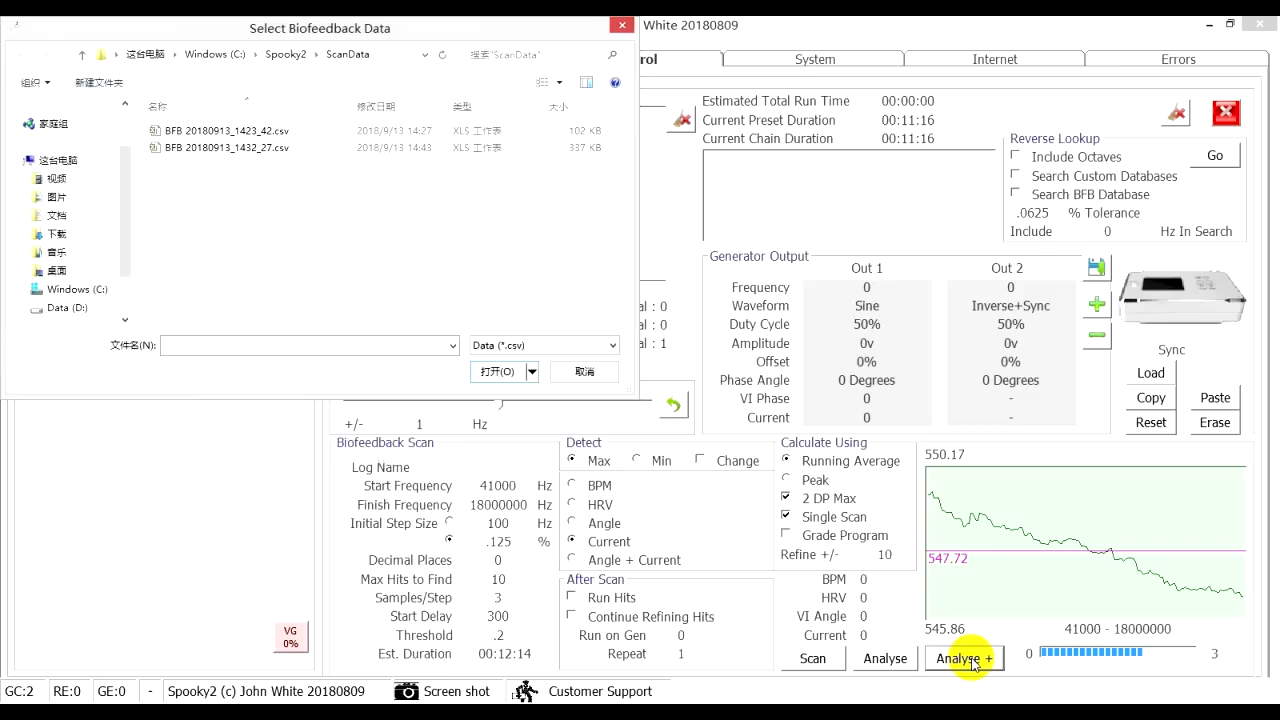 Select Biofeedback Data
White 20180809
这台电脑 Windows (C:) Spooky2 ScanData
搜索"ScanData"
组织 新建文件夹
名称 修改日期 类型 大小
BFB 20180913_1423_42.csv 2018/9/13 14:27 XLS 工作表 102 KB
BFB 20180913_1432_27.csv 2018/9/13 14:43 XLS 工作表 337 KB
家庭组
这台电脑
视频
图片
文档
下载
音乐
桌面
Windows (C:)
Data (D:)
文件名(N): Data (*.csv)
打开(O) 取消
rol System Internet Errors
Estimated Total Run Time 00:00:00
Current Preset Duration 00:11:16
Current Chain Duration 00:11:16
Reverse Lookup
Include Octaves Go
Search Custom Databases
Search BFB Database
.0625 % Tolerance
Include 0 Hz In Search
Generator Output
Out 1 Out 2
Frequency 0 0
Waveform Sine Inverse+Sync
Duty Cycle 50% 50%
Amplitude 0v 0v
Offset 0% 0%
Phase Angle 0 Degrees 0 Degrees
VI Phase 0 -
Current 0 -
al : 0
al : 0
al : 1
Sync
Load
Copy Paste
Reset Erase
+/- 1 Hz
Biofeedback Scan
Log Name
Start Frequency 41000 Hz
Finish Frequency 18000000 Hz
Initial Step Size 100 Hz
.125 %
Decimal Places 0
Max Hits to Find 10
Samples/Step 3
Start Delay 300
Threshold .2
Est. Duration 00:12:14
Detect
Max Min Change
BPM
HRV
Angle
Current
Angle + Current
After Scan
Run Hits
Continue Refining Hits
Run on Gen 0
Repeat 1
Calculate Using
Running Average
Peak
2 DP Max
Single Scan
Grade Program
Refine +/- 10
BPM 0
HRV 0
VI Angle 0
Current 0
Scan Analyse Analyse +
550.17
547.72
545.86 41000 - 18000000
0 3
VG
0%
GC:2 RE:0 GE:0 - Spooky2 (c) John White 20180809 Screen shot Customer Support